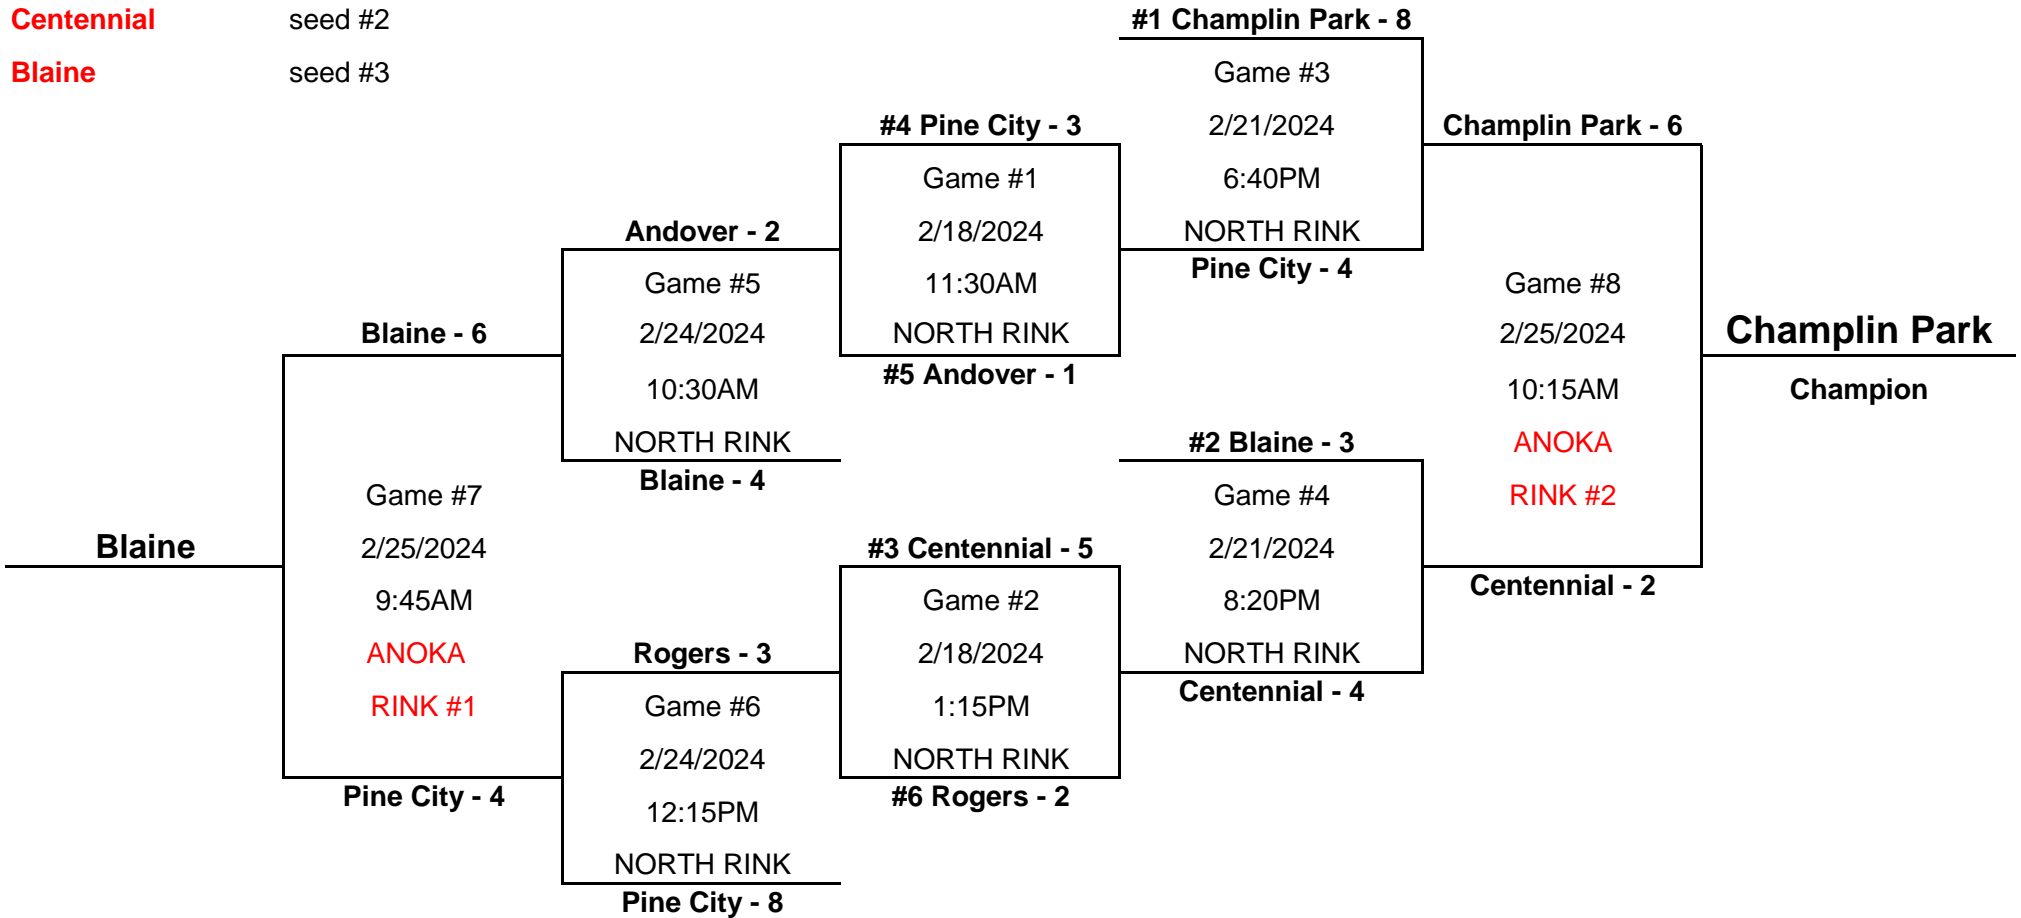 Centennial seed #2
Blaine seed #3
#1 Champlin Park - 8
Game #3
2/21/2024
6:40PM
NORTH RINK
Pine City - 4
#4 Pine City - 3
Game #1
2/18/2024
11:30AM
NORTH RINK
#5 Andover - 1
Champlin Park - 6
Game #8
2/25/2024
10:15AM
ANOKA
RINK #2
Centennial - 2
Champlin Park
Champion
Andover - 2
Game #5
2/24/2024
10:30AM
NORTH RINK
Blaine - 4
#2 Blaine - 3
Game #4
2/21/2024
8:20PM
NORTH RINK
Centennial - 4
#3 Centennial - 5
Game #2
2/18/2024
1:15PM
NORTH RINK
#6 Rogers - 2
Blaine - 6
Game #7
2/25/2024
9:45AM
ANOKA
RINK #1
Pine City - 4
Blaine
Rogers - 3
Game #6
2/24/2024
12:15PM
NORTH RINK
Pine City - 8